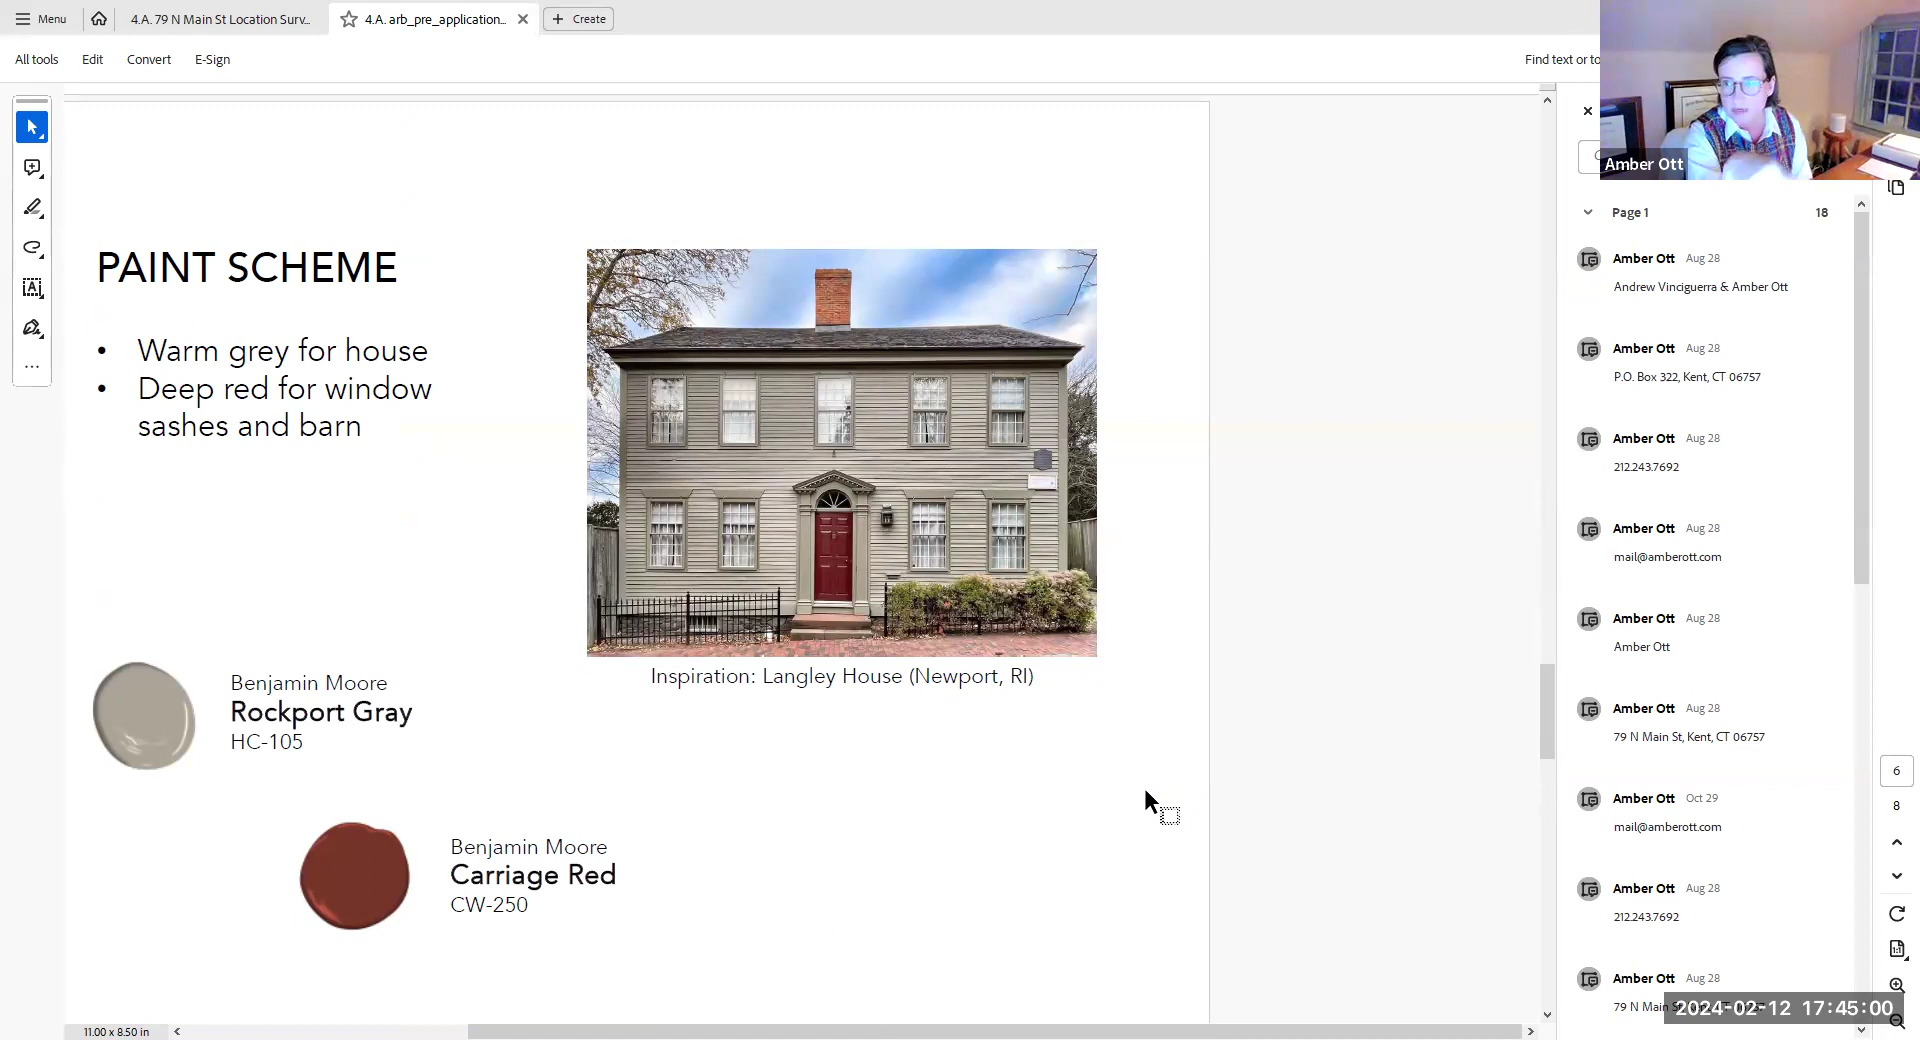 Menu
4.A. 79 N Main St Location Surv...
4.A. arb_pre_application...
Create
All tools
Edit
Convert
E-Sign
Find text or to
Amber Ott
PAINT SCHEME
• Warm grey for house
• Deep red for window
sashes and barn
Inspiration: Langley House (Newport, RI)
Benjamin Moore
Rockport Gray
HC-105
Benjamin Moore
Carriage Red
CW-250
11.00 x 8.50 in
Page 1 18
Amber Ott Aug 28
Andrew Vinciguerra & Amber Ott
Amber Ott Aug 28
P.O. Box 322, Kent, CT 06757
Amber Ott Aug 28
212.243.7692
Amber Ott Aug 28
mail@amberott.com
Amber Ott Aug 28
Amber Ott
Amber Ott Aug 28
79 N Main St, Kent, CT 06757
Amber Ott Oct 29
mail@amberott.com
Amber Ott Aug 28
212.243.7692
Amber Ott Aug 28
79 N Main
6
8
2024-02-12 17:45:00